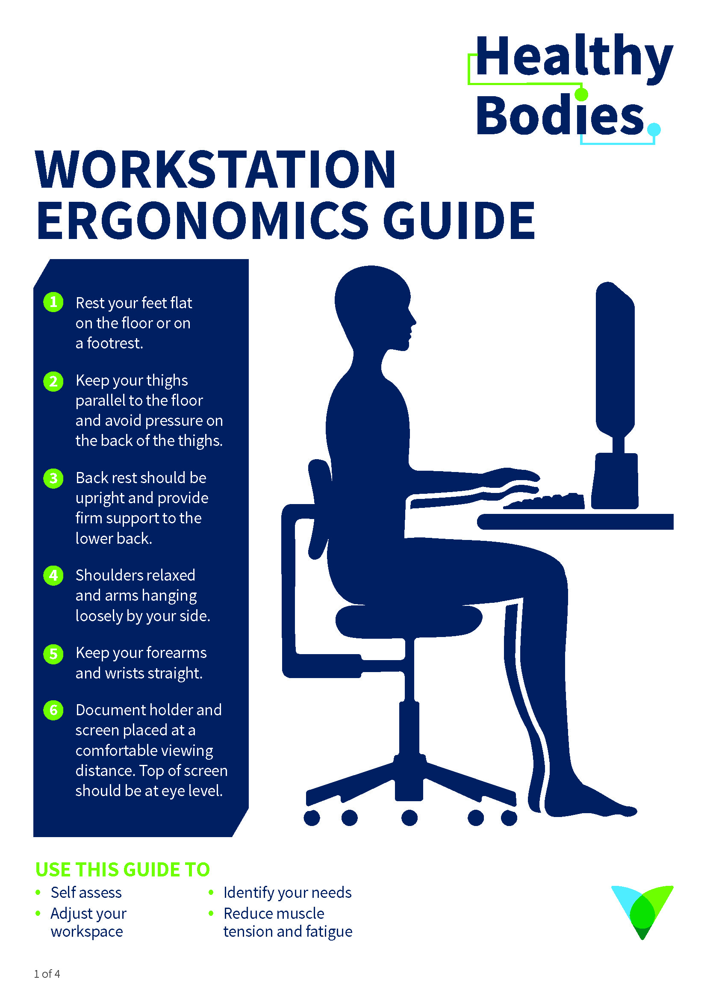 Healthy
Bodies.
WORKSTATION
ERGONOMICS GUIDE
1 Rest your feet flat
on the floor or on
a footrest.
2 Keep your thighs
parallel to the floor
and avoid pressure on
the back of the thighs.
3 Back rest should be
upright and provide
firm support to the
lower back.
4 Shoulders relaxed
and arms hanging
loosely by your side.
5 Keep your forearms
and wrists straight.
6 Document holder and
screen placed at a
comfortable viewing
distance. Top of screen
should be at eye level.
USE THIS GUIDE TO
• Self assess
• Adjust your
workspace
• Identify your needs
• Reduce muscle
tension and fatigue
1 of 4